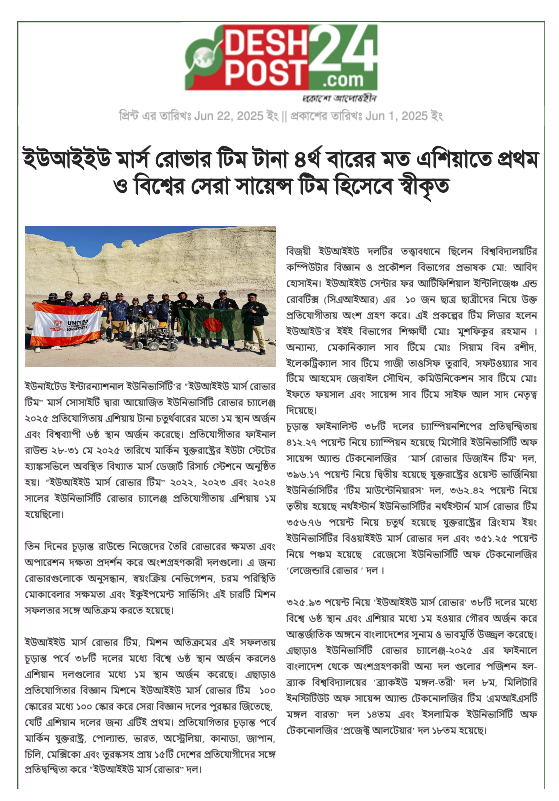 DESH
POST
24
.com
প্রকাশে আপোষহীন
প্রিন্ট এর তারিখঃ Jun 22, 2025 ইং || প্রকাশের তারিখঃ Jun 1, 2025 ইং
ইউআইইউ মার্স রোভার টিম টানা ৪র্থ বারের মত এশিয়াতে প্রথম
ও বিশ্বের সেরা সায়েন্স টিম হিসেবে স্বীকৃত
ইউনাইটেড ইন্টারন্যাশনাল ইউনিভার্সিটি’র “ইউআইইউ মার্স রোভার
টিম” মার্স সোসাইটি দ্বারা আয়োজিত ইউনিভার্সিটি রোভার চ্যালেঞ্জ
২০২৫ প্রতিযোগিতায় এশিয়ায় টানা চতুর্থবারের মতো ১ম স্থান অর্জন
এবং বিশ্বব্যাপী ৬ষ্ঠ স্থান অর্জন করেছে। প্রতিযোগীতার ফাইনাল
রাউন্ড ২৮-৩১ মে ২০২৫ তারিখে মার্কিন যুক্তরাষ্ট্রের ইউটা স্টেটের
হ্যাঙ্কসভিলে অবস্থিত বিখ্যাত মার্স ডেজার্ট রিসার্চ স্টেশনে অনুষ্ঠিত
হয়। “ইউআইইউ মার্স রোভার টিম” ২০২২, ২০২৩ এবং ২০২৪
সালের ইউনিভার্সিটি রোভার চ্যালেঞ্জ প্রতিযোগীতায় এশিয়ায় ১ম
হয়েছিলো।
তিন দিনের চূড়ান্ত রাউন্ডে নিজেদের তৈরি রোভারের ক্ষমতা এবং
অপারেশন দক্ষতা প্রদর্শন করে অংশগ্রহণকারী দলগুলো। এ জন্য
রোভারগুলোকে অনুসন্ধান, স্বয়ংক্রিয় নেভিগেশন, চরম পরিস্থিতি
মোকাবেলার সক্ষমতা এবং ইকুইপমেন্ট সার্ভিসিং এই চারটি মিশন
সফলতার সঙ্গে অতিক্রম করতে হয়েছে।
ইউআইইউ মার্স রোভার টিম, মিশন অতিক্রমের এই সফলতায়
চূড়ান্ত পর্বে ৩৮টি দলের মধ্যে বিশ্বে ৬ষ্ঠ স্থান অর্জন করলেও
এশিয়ান দলগুলোর মধ্যে ১ম স্থান অর্জন করেছে। এছাড়াও
প্রতিযোগিতার বিজ্ঞান মিশনে ইউআইইউ মার্স রোভার টিম ১০০
স্কোরের মধ্যে ১০০ স্কোর করে সেরা বিজ্ঞান দলের পুরস্কার জিতেছে,
যেটি এশিয়ান দলের জন্য এটিই প্রথম। প্রতিযোগিতার চূড়ান্ত পর্বে
মার্কিন যুক্তরাষ্ট্র, পোল্যান্ড, ভারত, অস্ট্রেলিয়া, কানাডা, জাপান,
চিলি, মেক্সিকো এবং তুরস্কসহ প্রায় ১৫টি দেশের প্রতিযোগীদের সঙ্গে
প্রতিদ্বন্দ্বিতা করে “ইউআইইউ মার্স রোভার” দল।
বিজয়ী ইউআইইউ দলটির তত্ত্বাবধানে ছিলেন বিশ্ববিদ্যালয়টির
কম্পিউটার বিজ্ঞান ও প্রকৌশল বিভাগের প্রভাষক মো: আবিদ
হোসাইন। ইউআইইউ সেন্টার ফর আর্টিফিশিয়াল ইন্টিলিজেন্স এন্ড
রোবটিক্স (সিএআইআর) এর ১০ জন ছাত্র ছাত্রীদের নিয়ে উক্ত
প্রতিযোগীতায় অংশ গ্রহণ করে। এই প্রকল্পের টিম লিডার হলেন
ইউআইউ’র ইইই বিভাগের শিক্ষার্থী মোঃ মুশফিকুর রহমান ।
অন্যান্য, মেকানিক্যাল সাব টিমে মোঃ সিয়াম বিন রশীদ,
ইলেকট্রিক্যাল সাব টিমে গাজী তাওসিফ তুরাবি, সফটওয়্যার সাব
টিমে আহমেদ জেবাইল সৌখিন, কমিউনিকেশন সাব টিমে মোঃ
ইফতে ফয়সাল এবং সায়েন্স সাব টিমে সাইফ আল সাদ নেতৃত্ব
দিয়েছে।
চূড়ান্ত ফাইনালিস্ট ৩৮টি দলের চ্যাম্পিয়নশিপের প্রতিদ্বন্দ্বিতায়
৪১২.২৭ পয়েন্ট নিয়ে চ্যাম্পিয়ন হয়েছে মিসৌরি ইউনিভার্সিটি অফ
সায়েন্স অ্যান্ড টেকনোলজির ‘মার্স রোভার ডিজাইন টিম’ দল,
৩৯৬.১৭ পয়েন্ট নিয়ে দ্বিতীয় হয়েছে যুক্তরাষ্ট্রের ওয়েস্ট ভার্জিনিয়া
ইউনির্ভাসিটির ‘টিম মাউন্টেনিয়ারস’ দল, ৩৬২.৪২ পয়েন্ট নিয়ে
তৃতীয় হয়েছে নর্থইস্টার্ন ইউনিভার্সিটির নর্থইস্টার্ন মার্স রোভার টিম
৩৫৬.৭৬ পয়েন্ট নিয়ে চতুর্থ হয়েছে যুক্তরাষ্ট্রের ব্রিংহাম ইয়ং
ইউনিভার্সিটির বিওয়াইইউ মার্স রোভার দল এবং ৩৫১.২৫ পয়েন্ট
নিয়ে পঞ্চম হয়েছে রেজেসো ইউনিভার্সিটি অফ টেকনোলজির
‘লেজেন্ডারি রোভার ’ দল ।
৩২৫.৯৩ পয়েন্ট নিয়ে ‘ইউআইইউ মার্স রোভার’ ৩৮টি দলের মধ্যে
বিশ্বে ৬ষ্ঠ স্থান এবং এশিয়ার মধ্যে ১ম হওয়ার গৌরব অর্জন করে
আন্তর্জাতিক অঙ্গনে বাংলাদেশের সুনাম ও ভাবমূর্তি উজ্জ্বল করেছে।
এছাড়াও ইউনিভার্সিটি রোভার চ্যালেঞ্জ-২০২৫ এর ফাইনালে
বাংলাদেশ থেকে অংশগ্রহণকারী অন্য দল গুলোর পজিশন হল-
ব্র্যাক বিশ্ববিদ্যালয়ের ‘ব্র্যাকইউ মঙ্গল-তরী’ দল ৮ম, মিলিটারি
ইনস্টিটিউট অফ সায়েন্স অ্যান্ড টেকনোলজির টিম ‘এমআইএসটি
মঙ্গল বারতা’ দল ১৪তম এবং ইসলামিক ইউনিভার্সিটি অফ
টেকনোলজির ‘প্রজেক্ট আলটেয়ার’ দল ১৮তম হয়েছে।